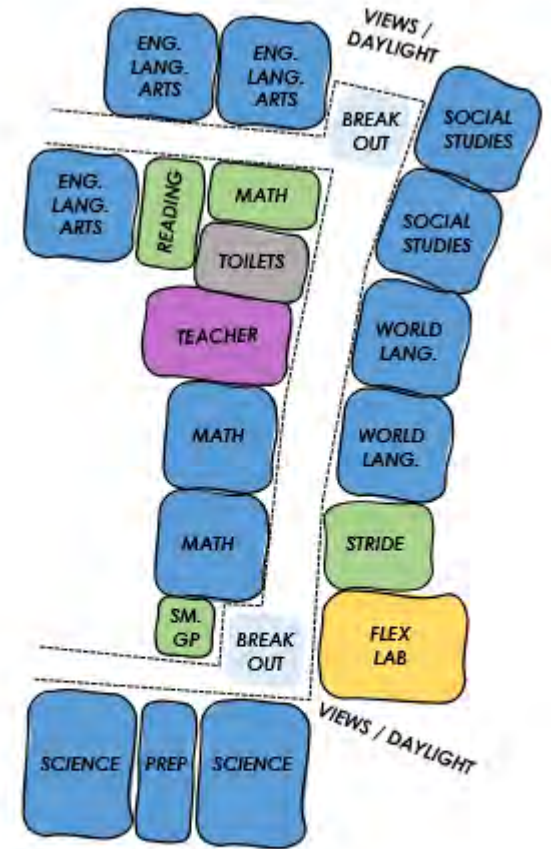 VIEWS /
DAYLIGHT
ENG.
LANG.
ARTS
ENG.
LANG.
ARTS
BREAK
OUT
SOCIAL
STUDIES
ENG.
LANG.
ARTS
READING
MATH
TOILETS
SOCIAL
STUDIES
TEACHER
WORLD
LANG.
MATH
WORLD
LANG.
MATH
STRIDE
SM.
GP
BREAK
OUT
FLEX
LAB
VIEWS / DAYLIGHT
SCIENCE
PREP
SCIENCE